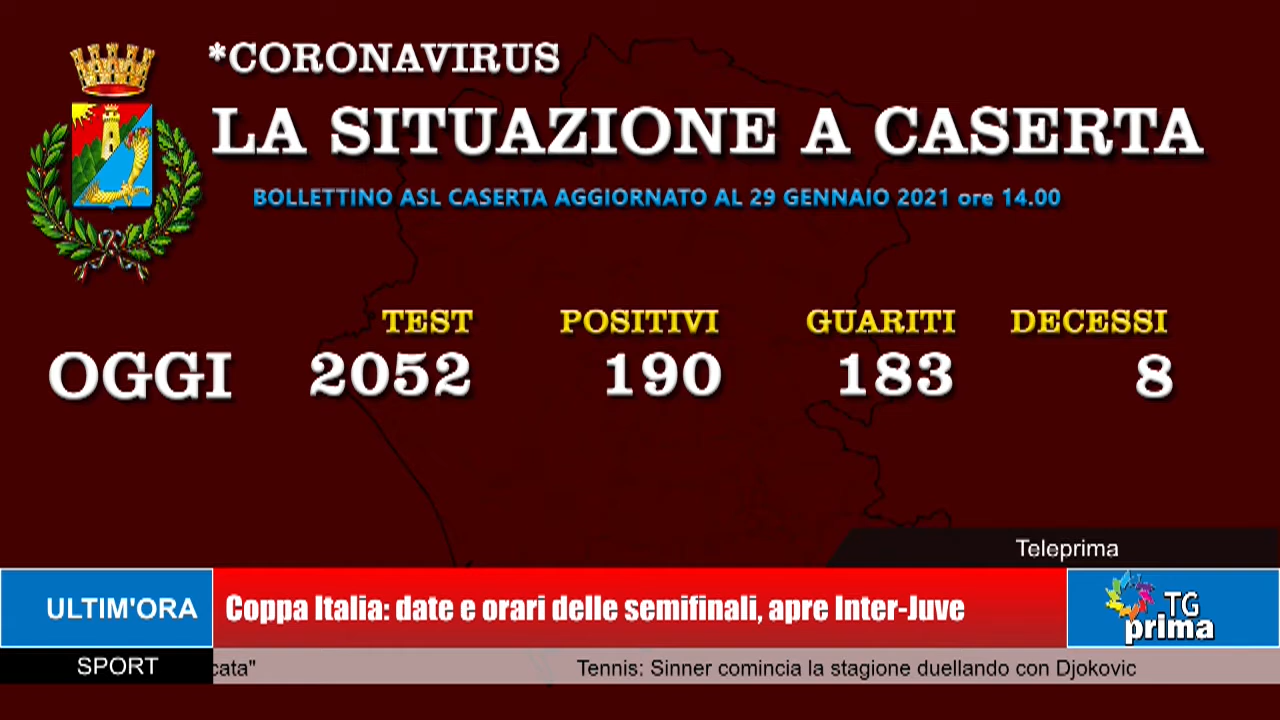 *CORONAVIRUS
LA SITUAZIONE A CASERTA
BOLLETTINO ASL CASERTA AGGIORNATO AL 29 GENNAIO 2021 ore 14.00
TEST POSITIVI GUARITI DECESSI
OGGI 2052 190 183 8
Teleprima
ULTIM'ORA Coppa Italia: date e orari delle semifinali, apre Inter-Juve
TG
prima
SPORT cata" Tennis: Sinner comincia la stagione duellando con Djokovic